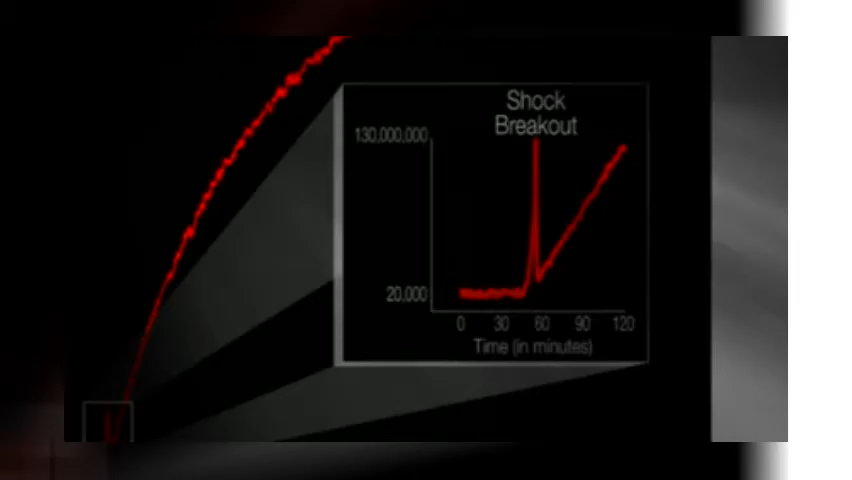 Shock
Breakout
130,000,000
20,000
0 30 60 90 120
Time (in minutes)